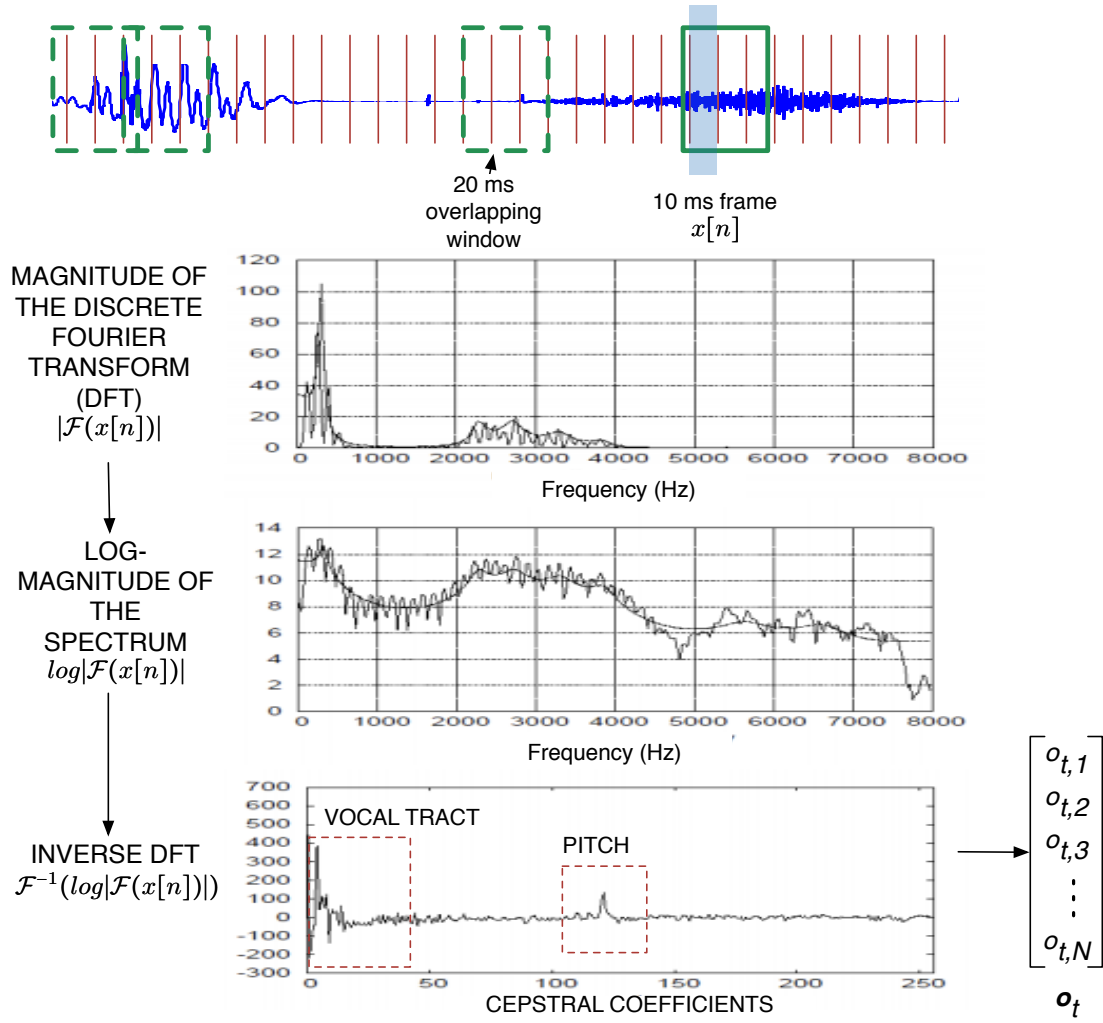 20 ms
overlapping
window
10 ms frame
x[n]
MAGNITUDE OF
THE DISCRETE
FOURIER
TRANSFORM
(DFT)
|ℱ(x[n])|
120
100
80
60
40
20
0
0 1000 2000 3000 4000 5000 6000 7000 8000
Frequency (Hz)
LOG-
MAGNITUDE OF
THE
SPECTRUM
log|ℱ(x[n])|
14
12
10
8
6
4
2
0
0 1000 2000 3000 4000 5000 6000 7000 8000
Frequency (Hz)
INVERSE DFT
ℱ⁻¹(log|ℱ(x[n])|)
700
600
500
400
300
200
100
0
-100
-200
-300
VOCAL TRACT
PITCH
0 50 100 150 200 250
CEPSTRAL COEFFICIENTS
o_t,1
o_t,2
o_t,3
o_t,N
o_t